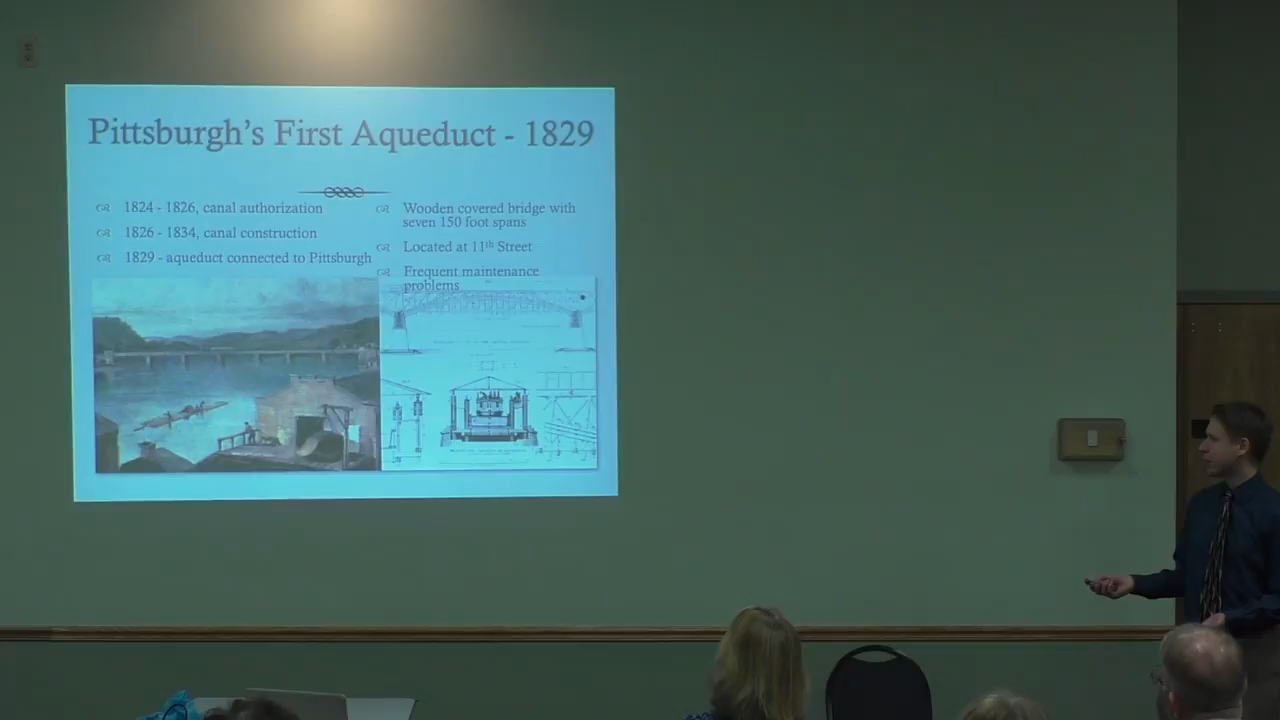 Pittsburgh's First Aqueduct - 1829
1824 - 1826, canal authorization
1826 - 1834, canal construction
1829 - aqueduct connected to Pittsburgh
Wooden covered bridge with
seven 150 foot spans
Located at 11th Street
Frequent maintenance
problems